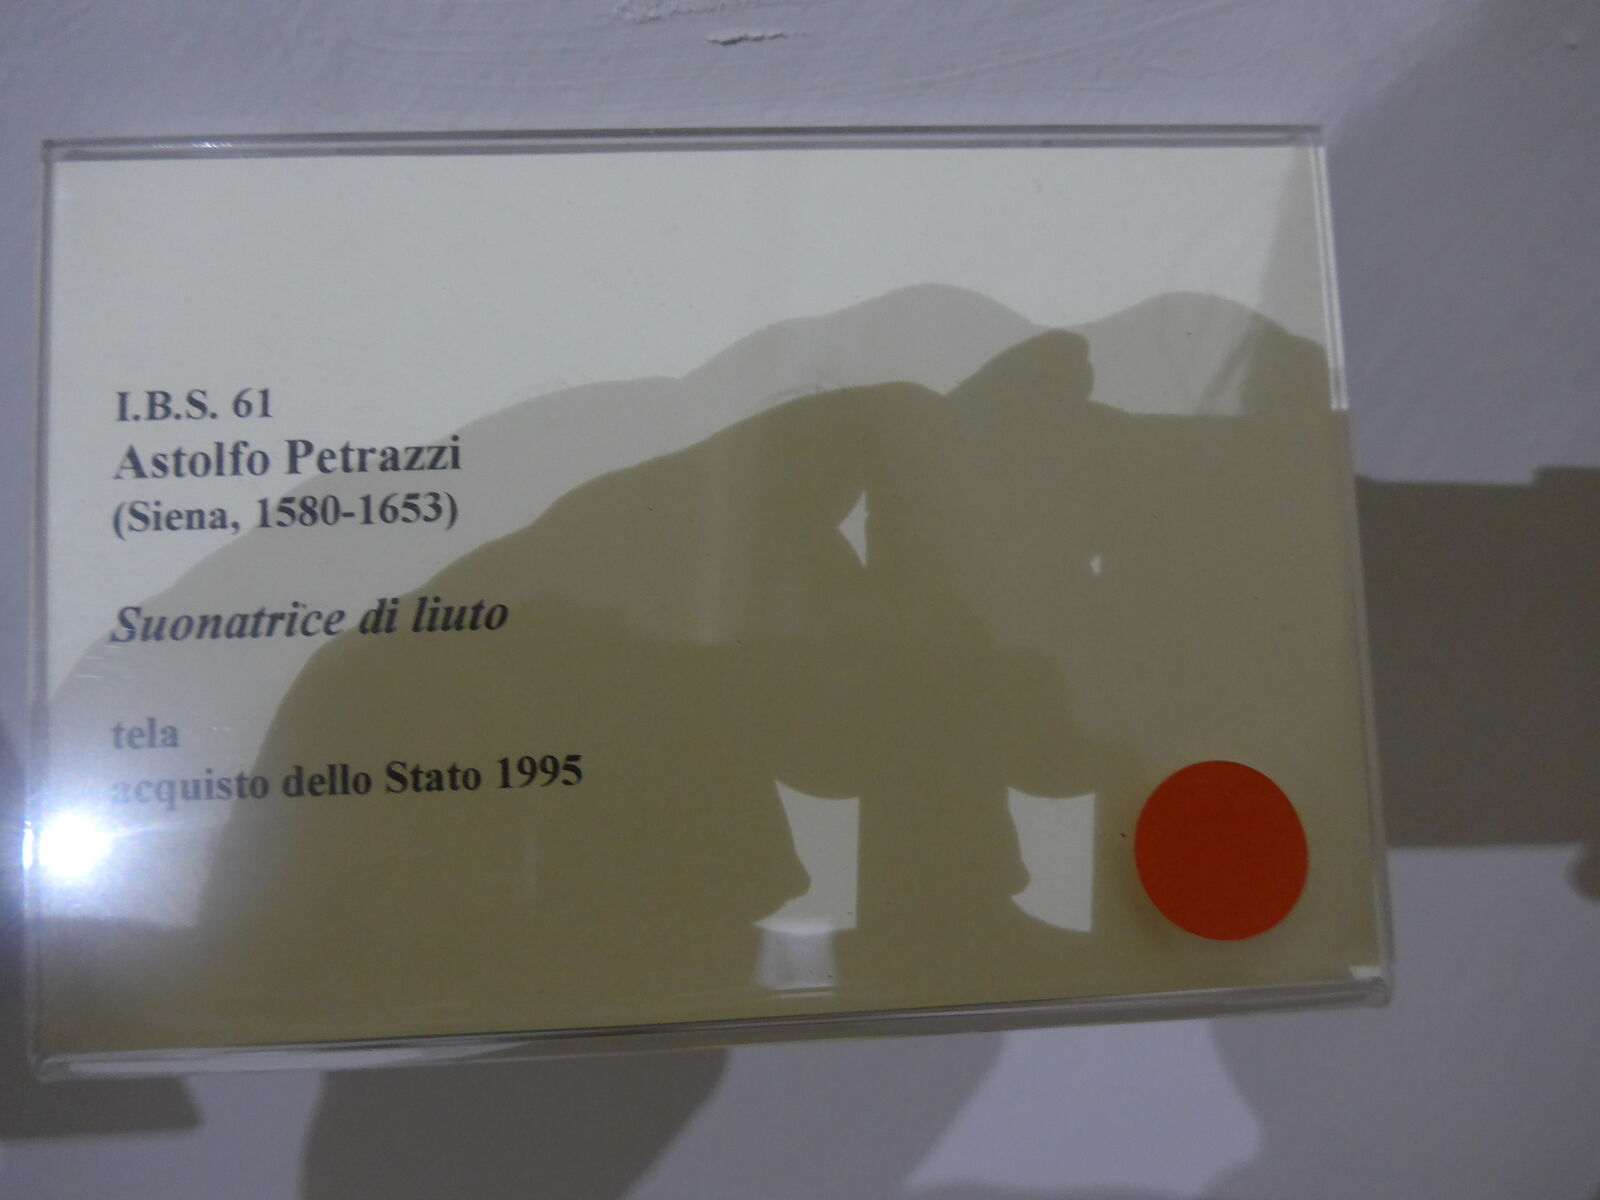 I.B.S. 61
Astolfo Petrazzi
(Siena, 1580-1653)
Suonatrice di liuto
tela
acquisto dello Stato 1995